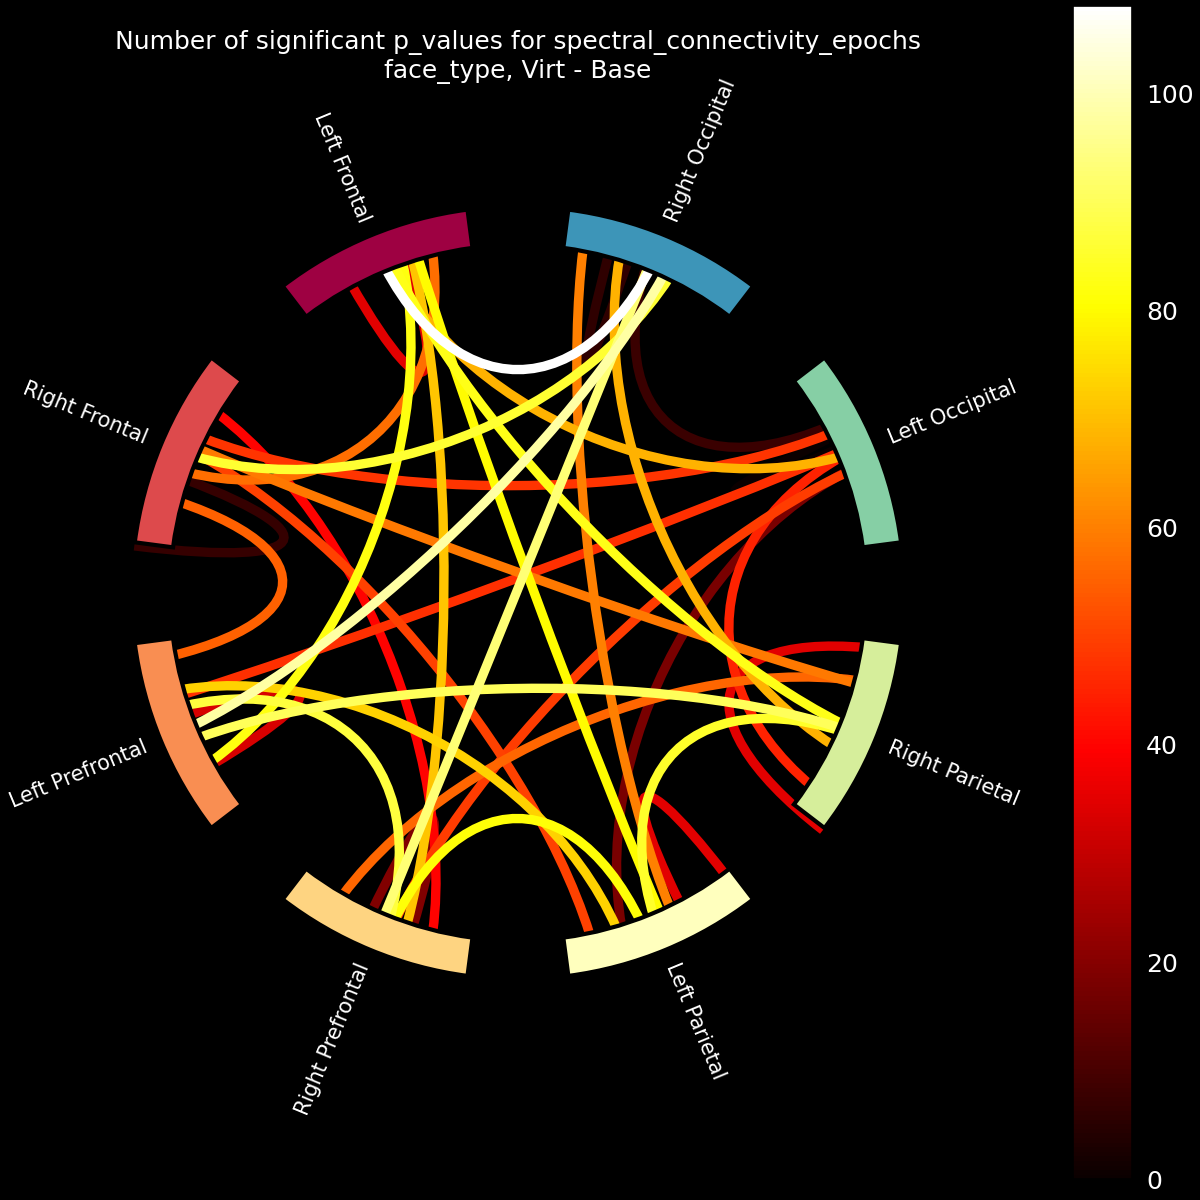 Number of significant p_values for spectral_connectivity_epochs
face_type, Virt - Base
Left Frontal
Right Occipital
Right Frontal
Left Occipital
Left Prefrontal
Right Parietal
Right Prefrontal
Left Parietal
100
80
60
40
20
0